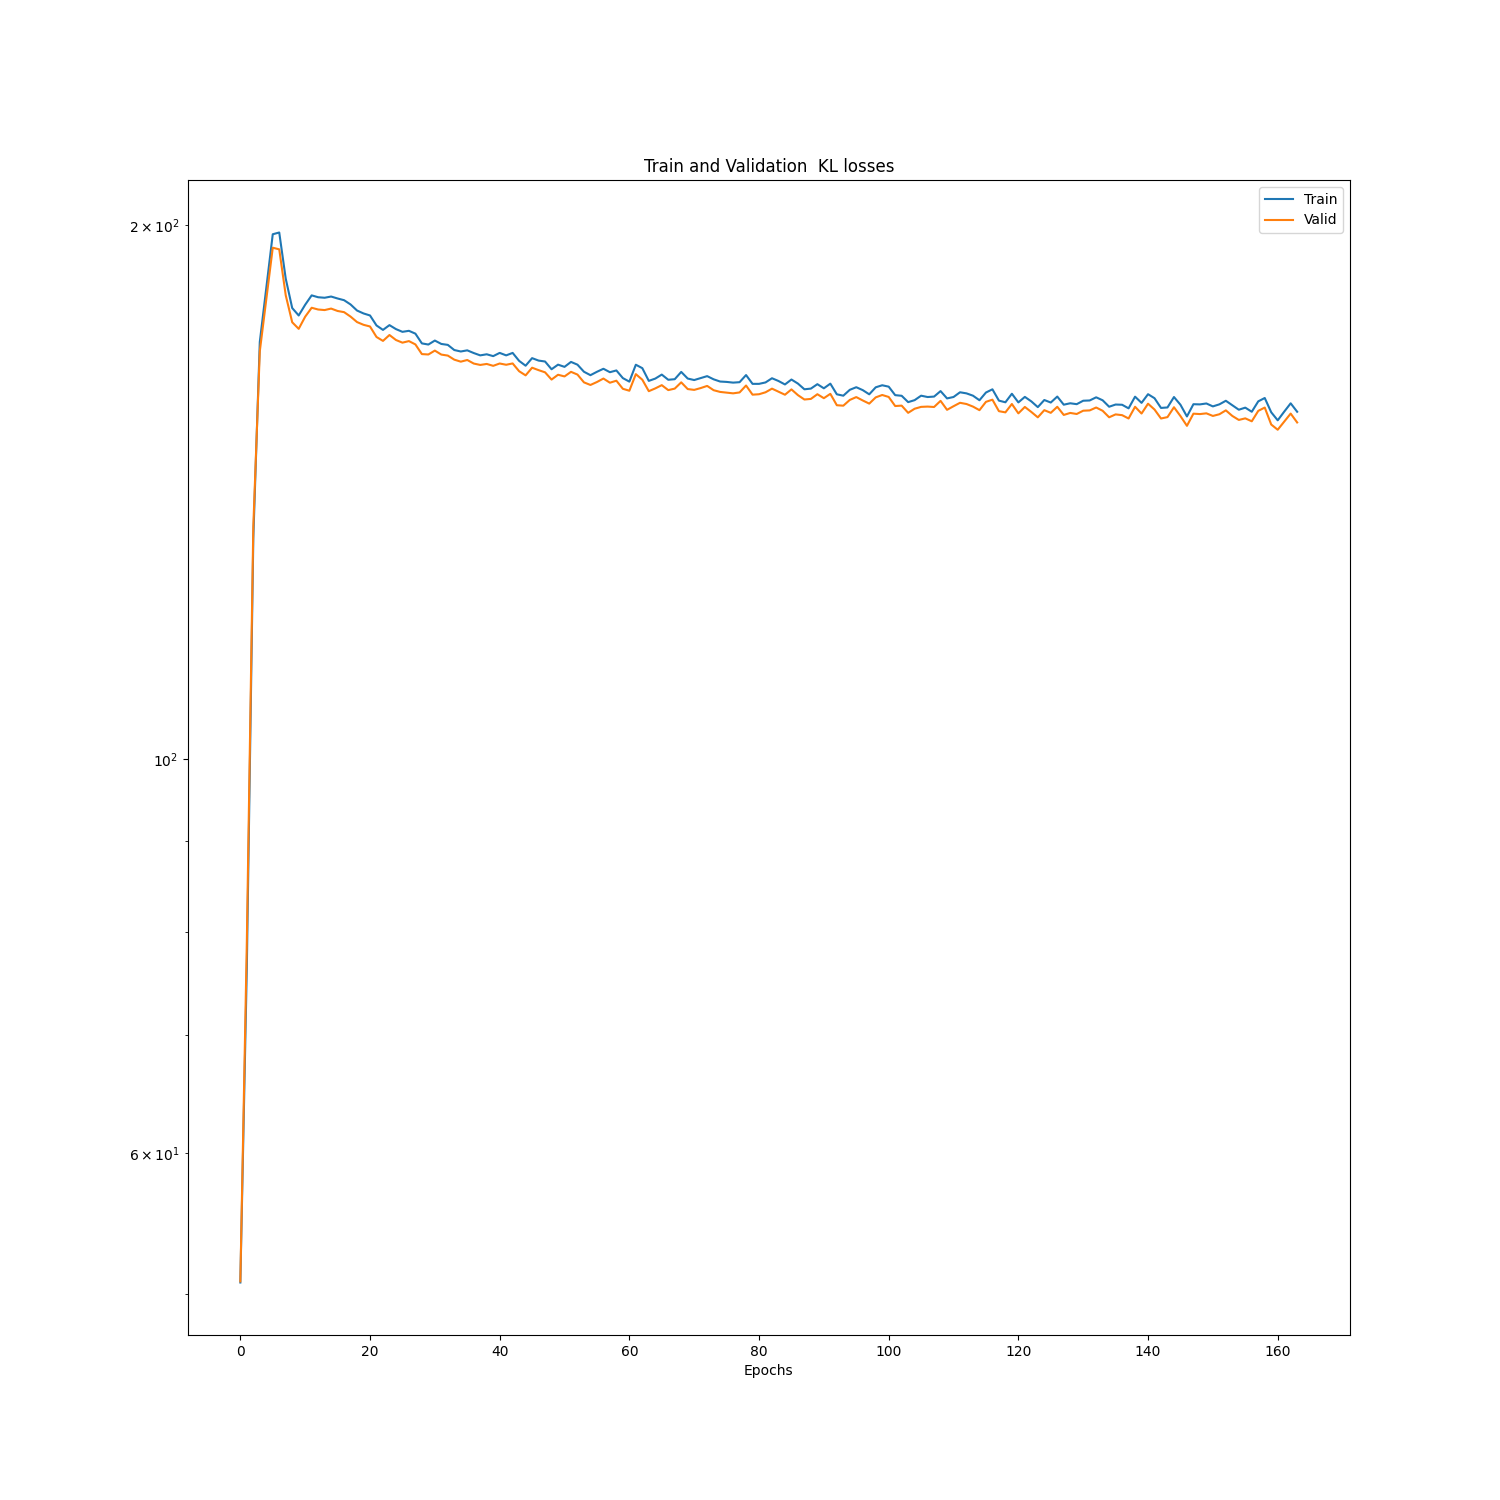 Train and Validation  KL losses
Train
Valid
2 × 10²
10²
6 × 10¹
0 20 40 60 80 100 120 140 160
Epochs